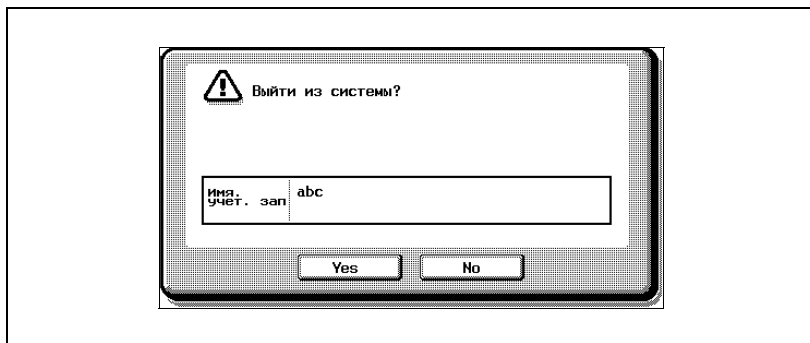 Выйти из системы?
Имя. учет. зап
abc
Yes
No